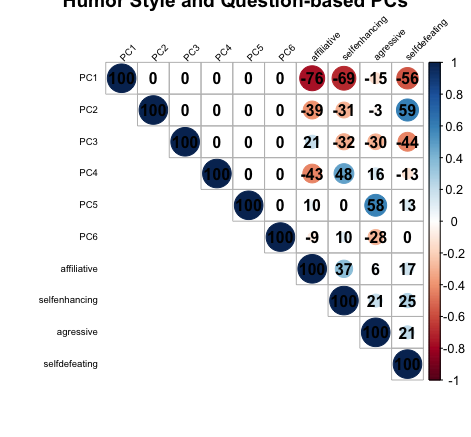 Humor Style and Question-based PCs
PC1 PC2 PC3 PC4 PC5 PC6 affiliative selfenhancing agressive selfdefeating
PC1 100 0 0 0 0 0 -76 -69 -15 -56
PC2 100 0 0 0 0 -39 -31 -3 59
PC3 100 0 0 0 21 -32 -30 -44
PC4 100 0 0 -43 48 16 -13
PC5 100 0 10 0 58 13
PC6 100 -9 10 -28 0
affiliative 100 37 6 17
selfenhancing 100 21 25
agressive 100 21
selfdefeating 100
1
0.8
0.6
0.4
0.2
0
-0.2
-0.4
-0.6
-0.8
-1